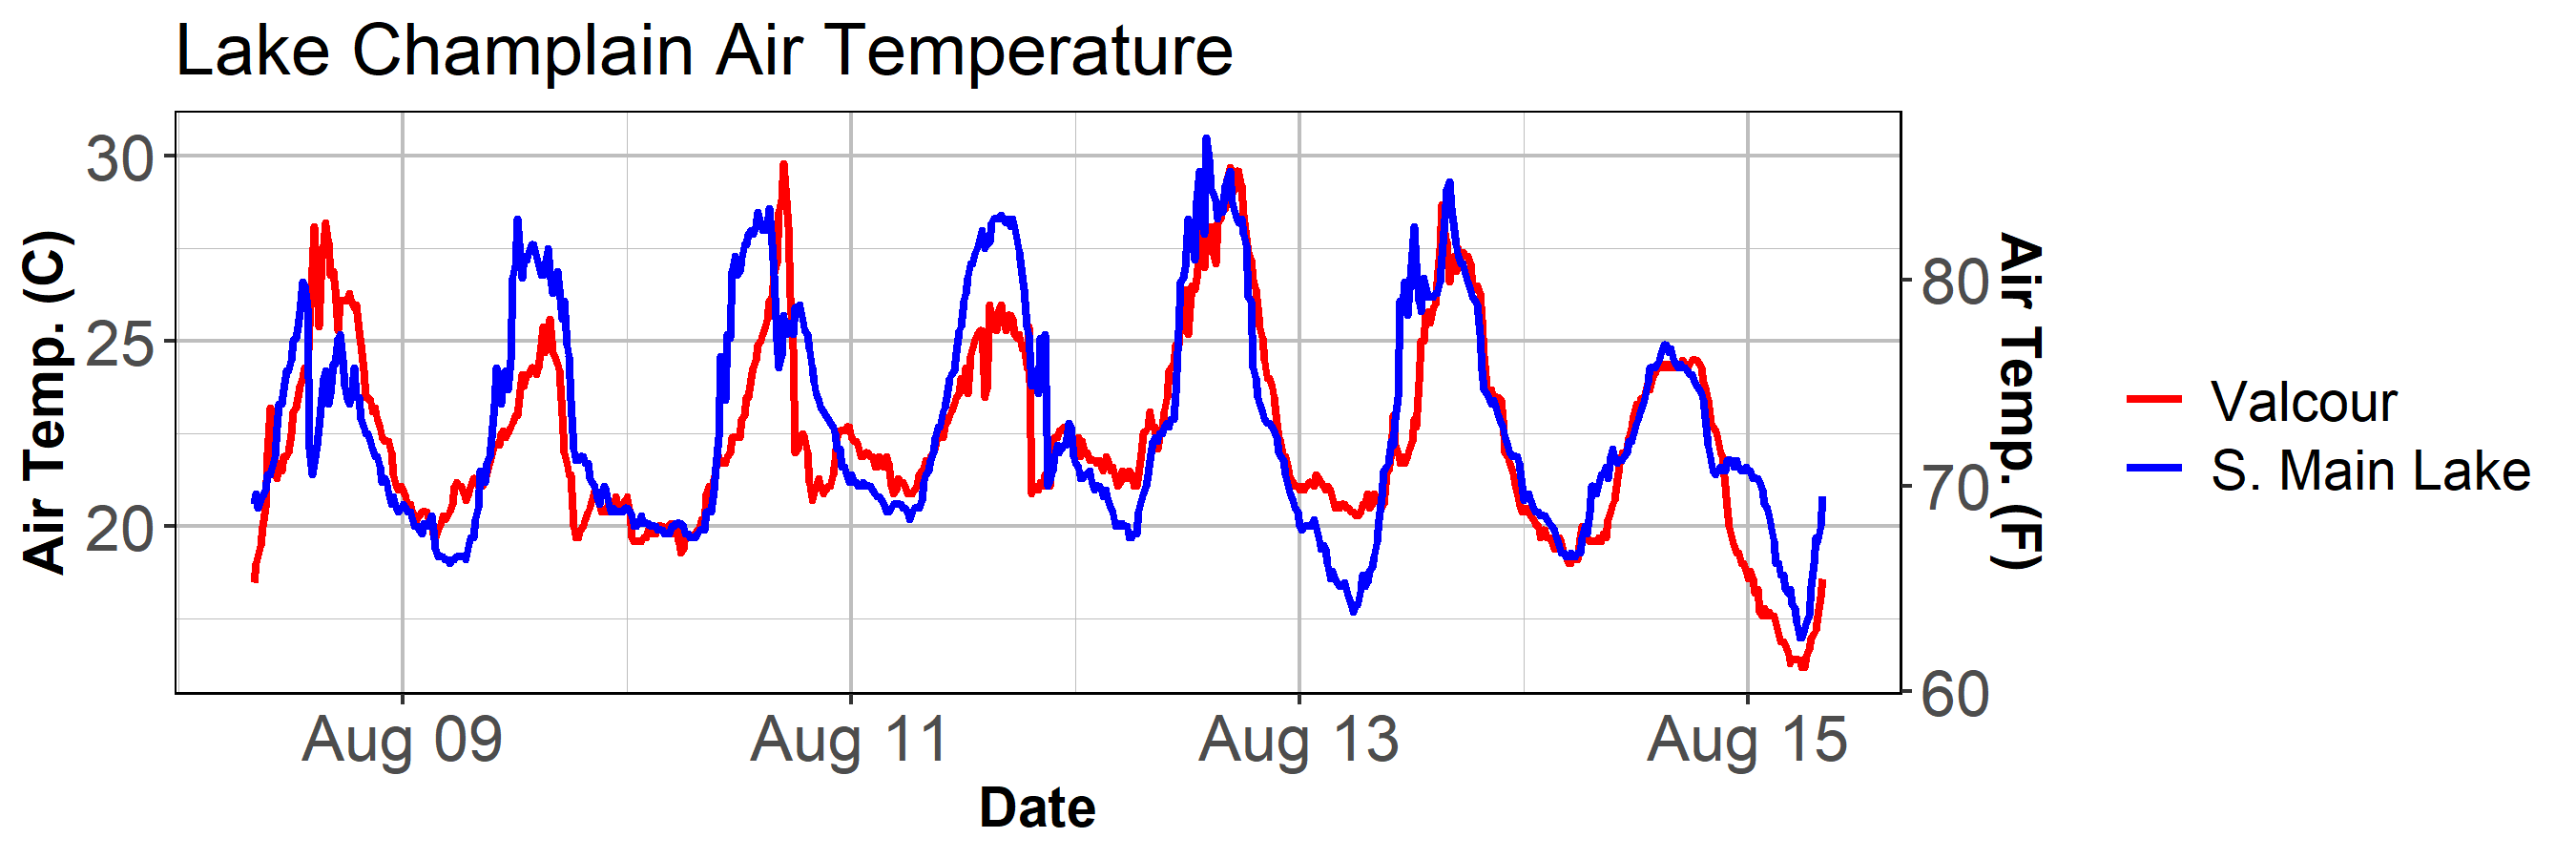 Lake Champlain Air Temperature
Air Temp. (C)
30
25
20
Air Temp. (F)
80
70
60
Aug 09
Aug 11
Aug 13
Aug 15
Date
Valcour
S. Main Lake